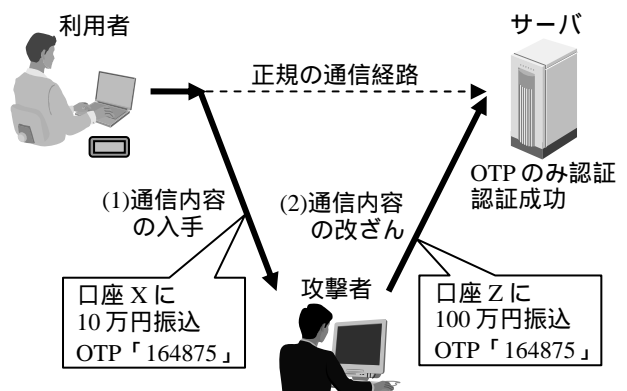 利用者
サーバ
正規の通信経路
OTP のみ認証
認証成功
(1)通信内容
の入手
(2)通信内容
の改ざん
攻撃者
口座 X に
10 万円振込
OTP「164875」
口座 Z に
100 万円振込
OTP「164875」